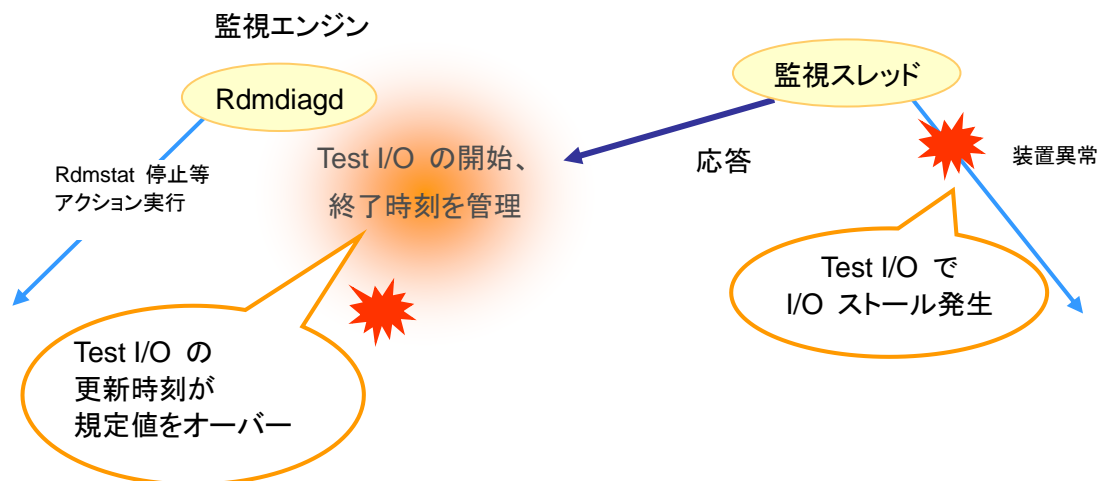 監視エンジン
Rdmdiagd
監視スレッド
Test I/O の開始、
終了時刻を管理
応答
装置異常
Rdmstat 停止等
アクション実行
Test I/O で
I/O ストール発生
Test I/O の
更新時刻が
規定値をオーバー